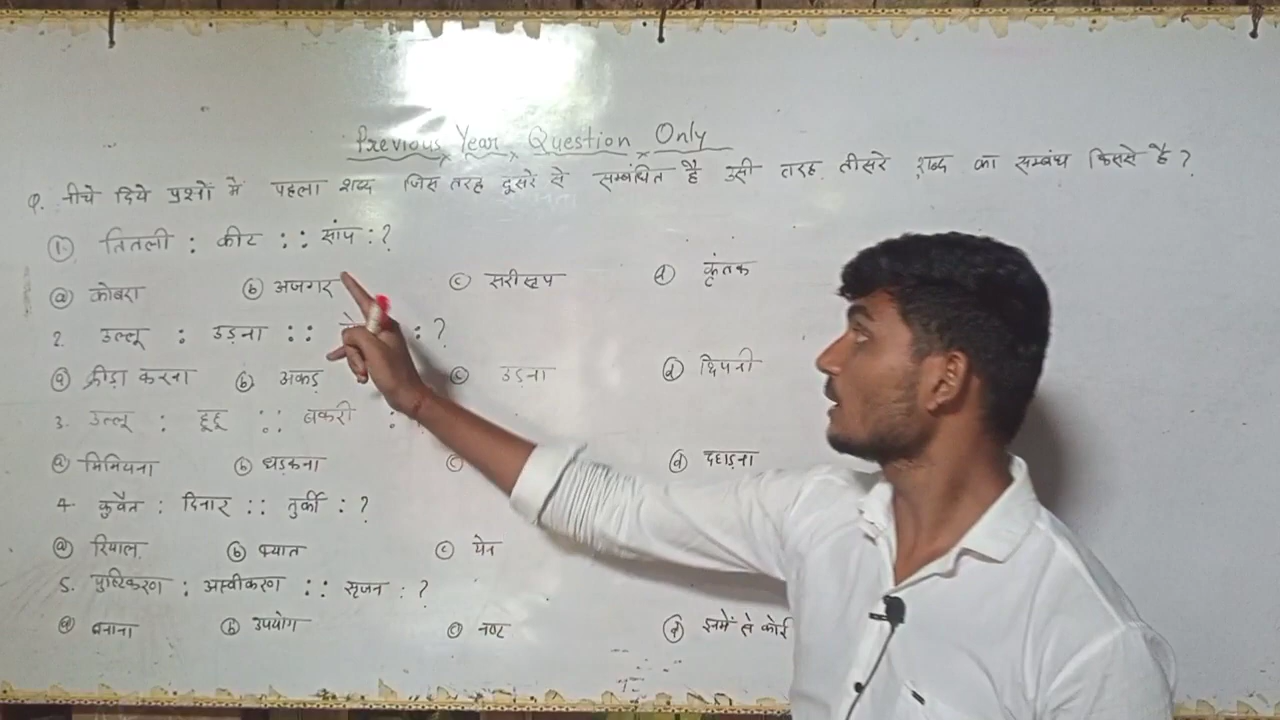 Previous Year Question Only
Q. नीचे दिये प्रश्नों में पहला शब्द जिस तरह दूसरे से सम्बंधित है उसी तरह तीसरे शब्द का सम्बंध किससे है ?
1. तितली : कीट :: सांप : ?
a कोबरा b अजगर c सरीसृप d कृंतक
2 उल्लू : उड़ना :: : ?
a क्रीड़ा करना b अकड़ c उड़ना d
3. उल्लू : हूहू :: बकरी :
a मिमियना b धड़कना c d दहाड़ना
4. कुवैत : दिनार :: तुर्की : ?
a रियाल b क्यात c येन
5. पुष्टिकरण : अस्वीकरण :: सृजन : ?
a बनाना b उपयोग c नष्ट d इनमें से कोई